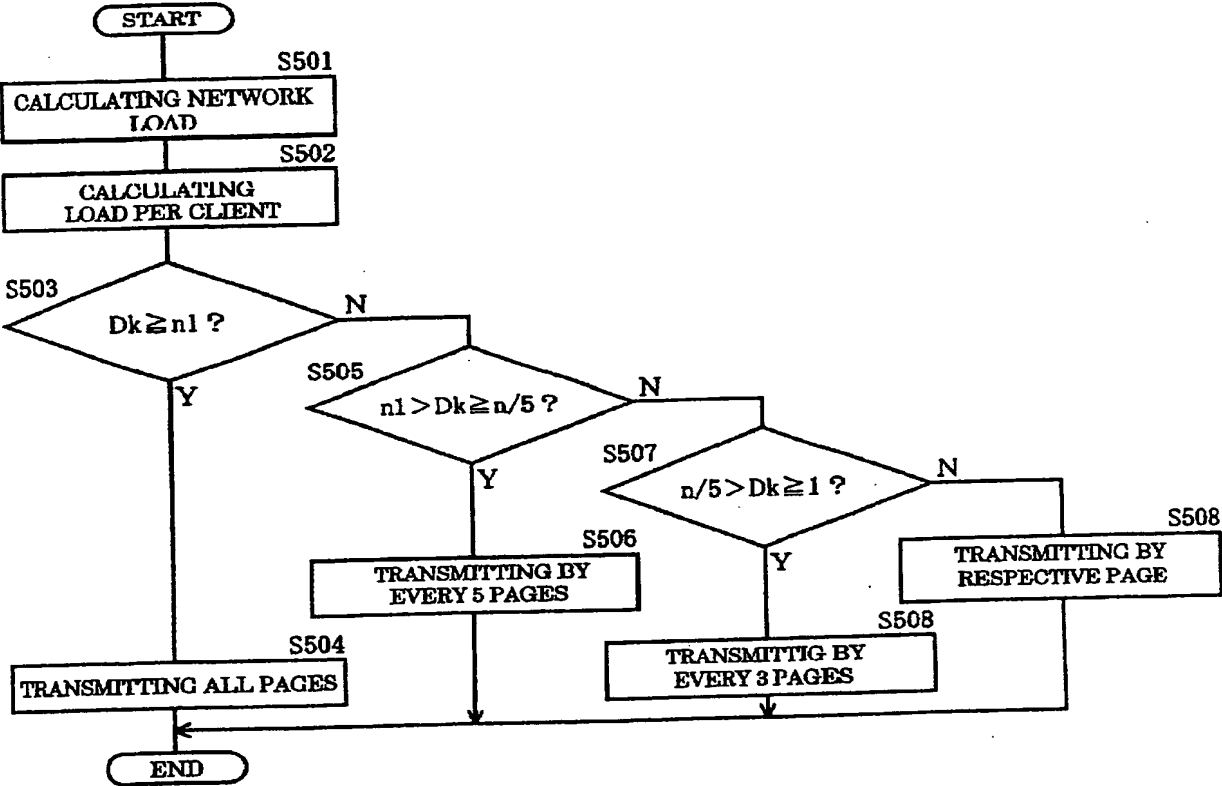 START
S501
CALCULATING NETWORK
LOAD
S502
CALCULATING
LOAD PER CLIENT
S503
Dk≧n1?
N
Y
S505
n1>Dk≧n/5?
N
Y
S507
n/5>Dk≧1?
N
Y
S508
TRANSMITTING BY
RESPECTIVE PAGE
S506
TRANSMITTING BY
EVERY 5 PAGES
S508
TRANSMITTIG BY
EVERY 3 PAGES
S504
TRANSMITTING ALL PAGES
END